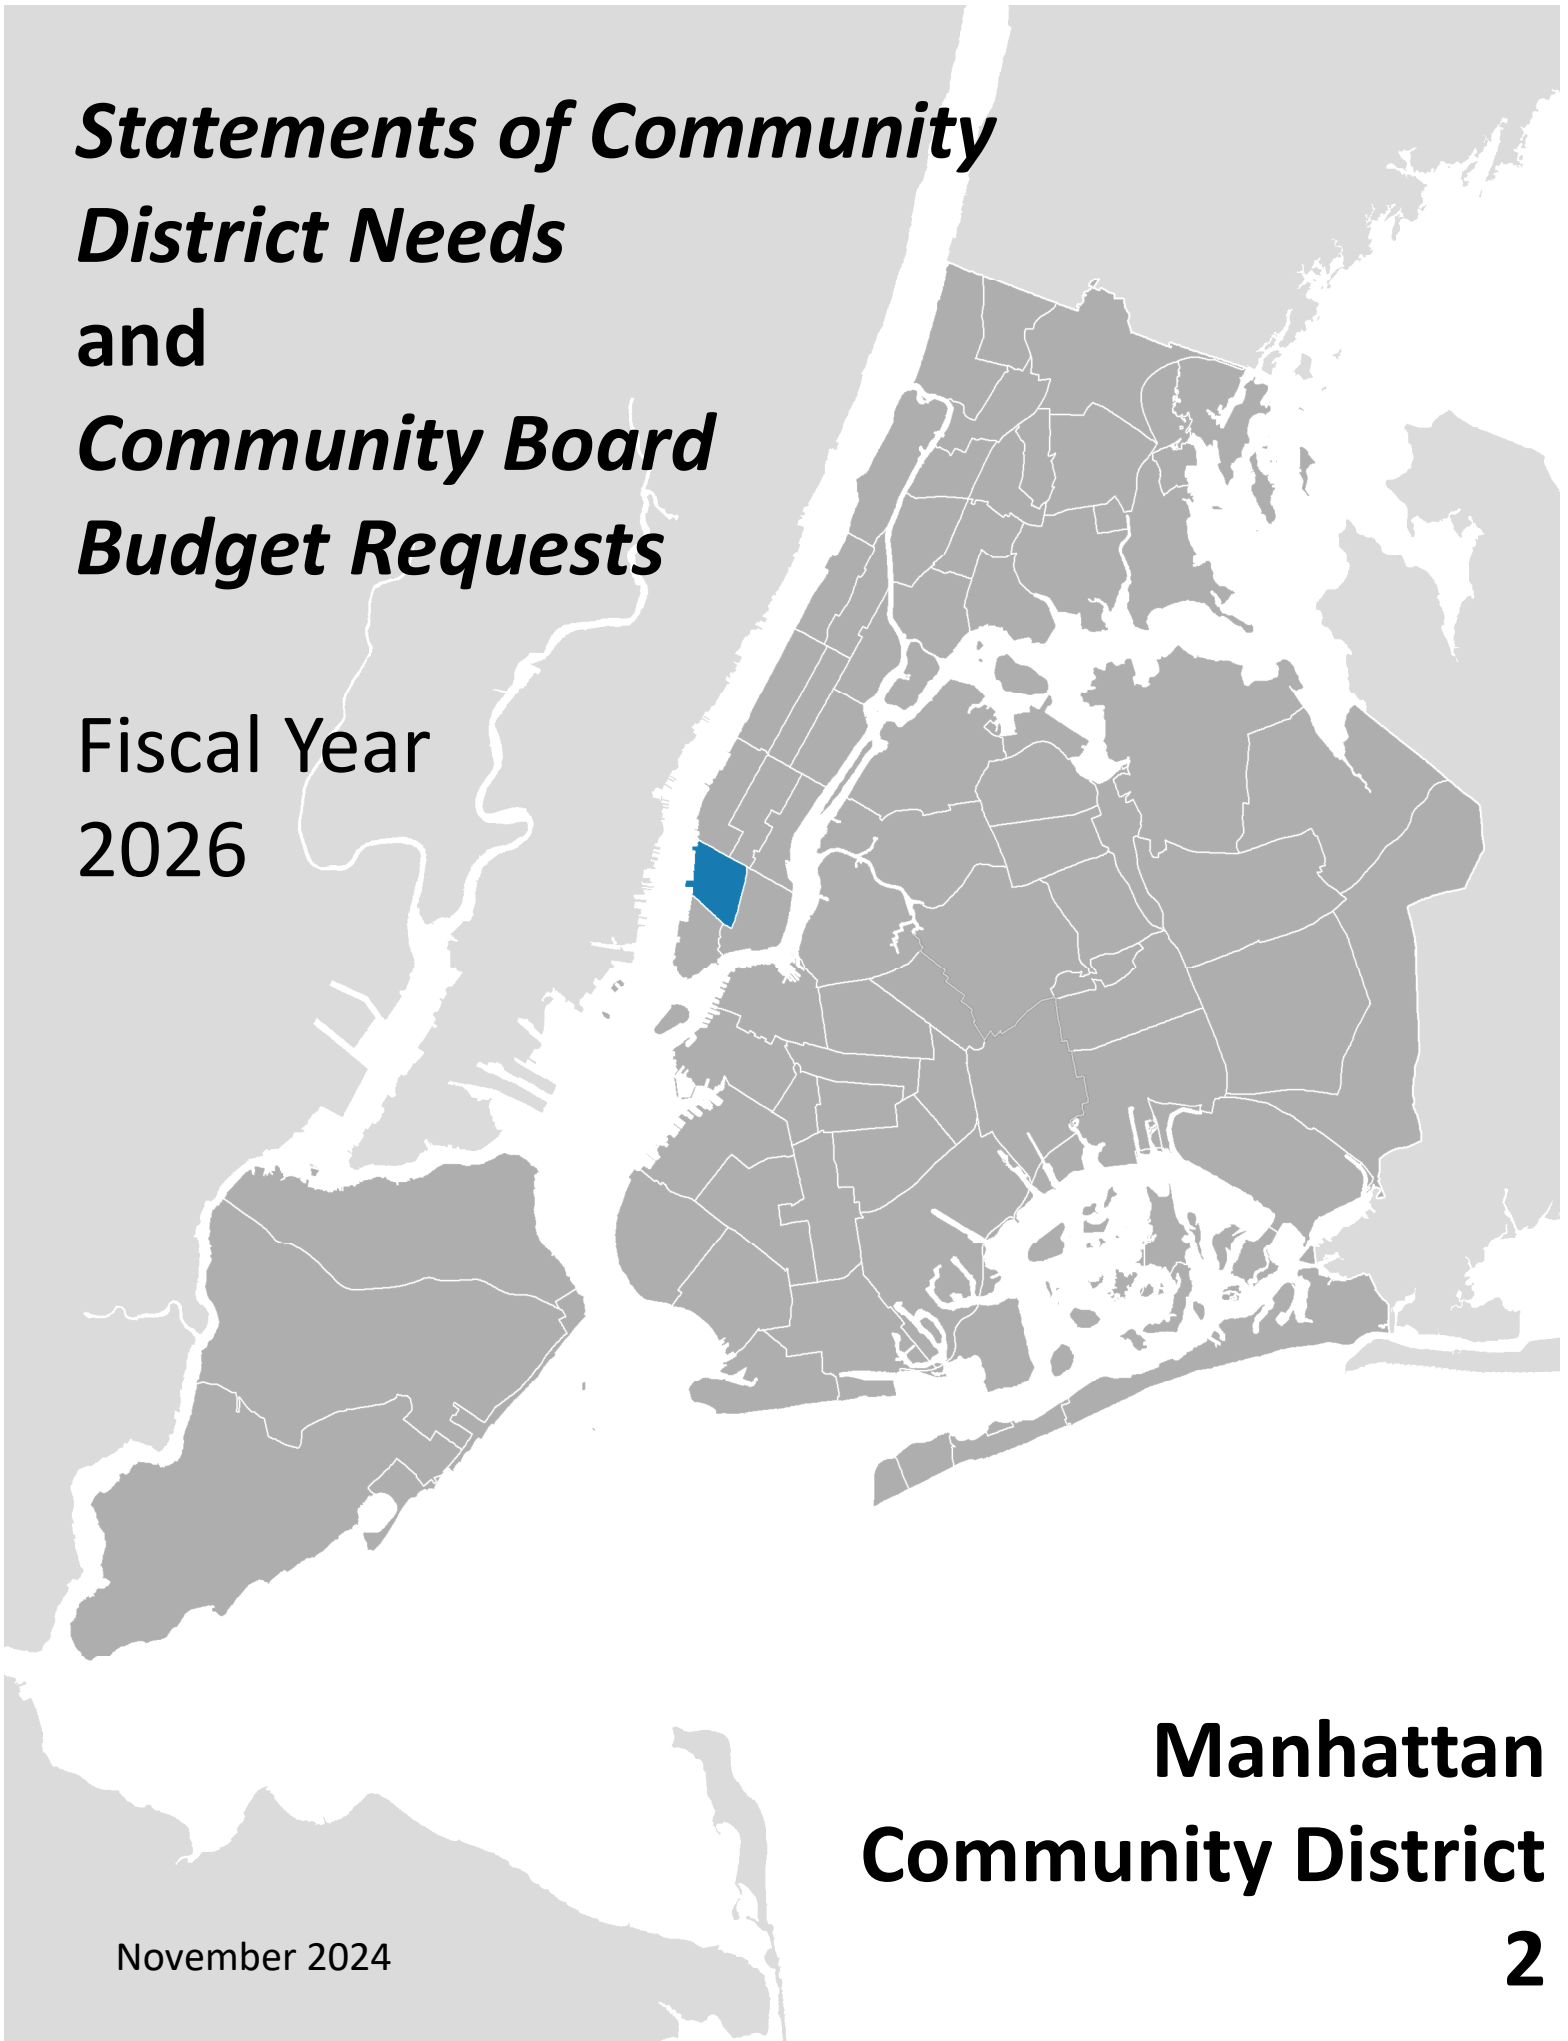 Statements of Community
District Needs
and
Community Board
Budget Requests
Fiscal Year
2026
Manhattan
Community District
2
November 2024